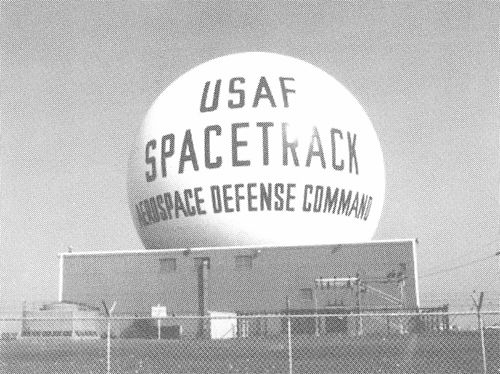 USAF
SPACETRACK
AEROSPACE DEFENSE COMMAND